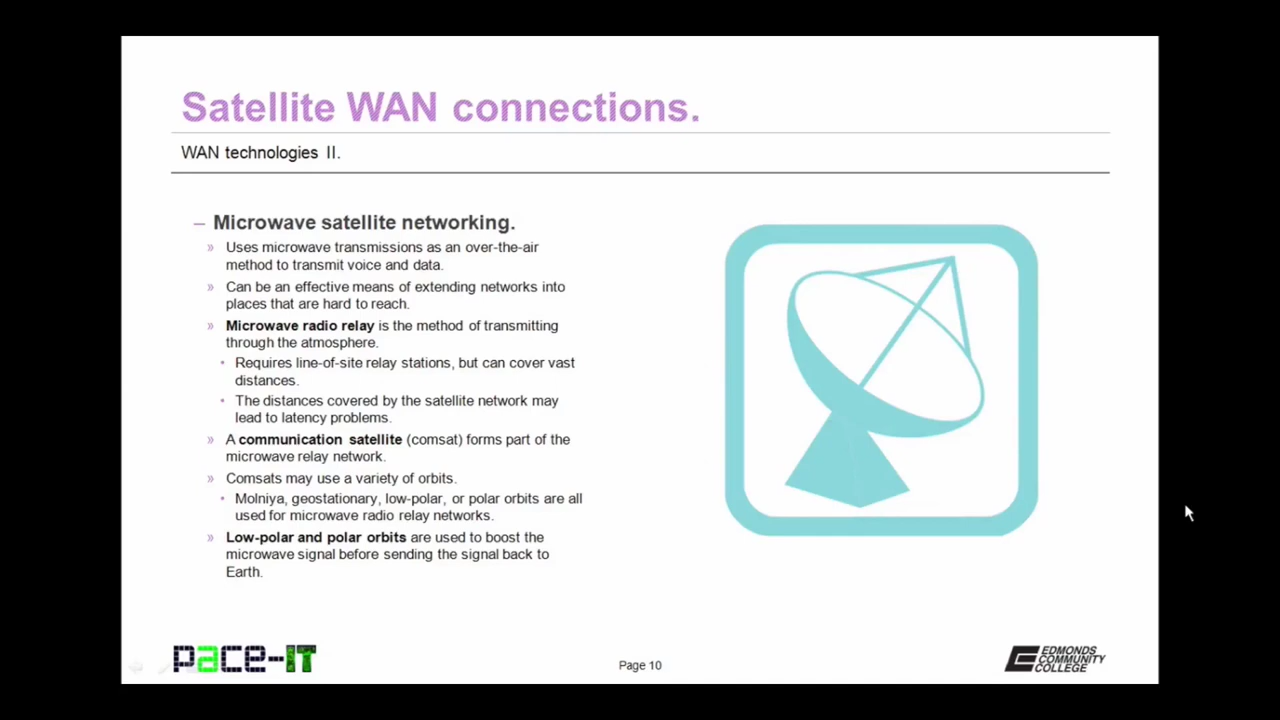 Satellite WAN connections.
WAN technologies II.
– Microwave satellite networking.
» Uses microwave transmissions as an over-the-air
method to transmit voice and data.
» Can be an effective means of extending networks into
places that are hard to reach.
» Microwave radio relay is the method of transmitting
through the atmosphere.
• Requires line-of-site relay stations, but can cover vast
distances.
• The distances covered by the satellite network may
lead to latency problems.
» A communication satellite (comsat) forms part of the
microwave relay network.
» Comsats may use a variety of orbits.
• Molniya, geostationary, low-polar, or polar orbits are all
used for microwave radio relay networks.
» Low-polar and polar orbits are used to boost the
microwave signal before sending the signal back to
Earth.
pace-IT
Page 10
EDMONDS
COMMUNITY
COLLEGE